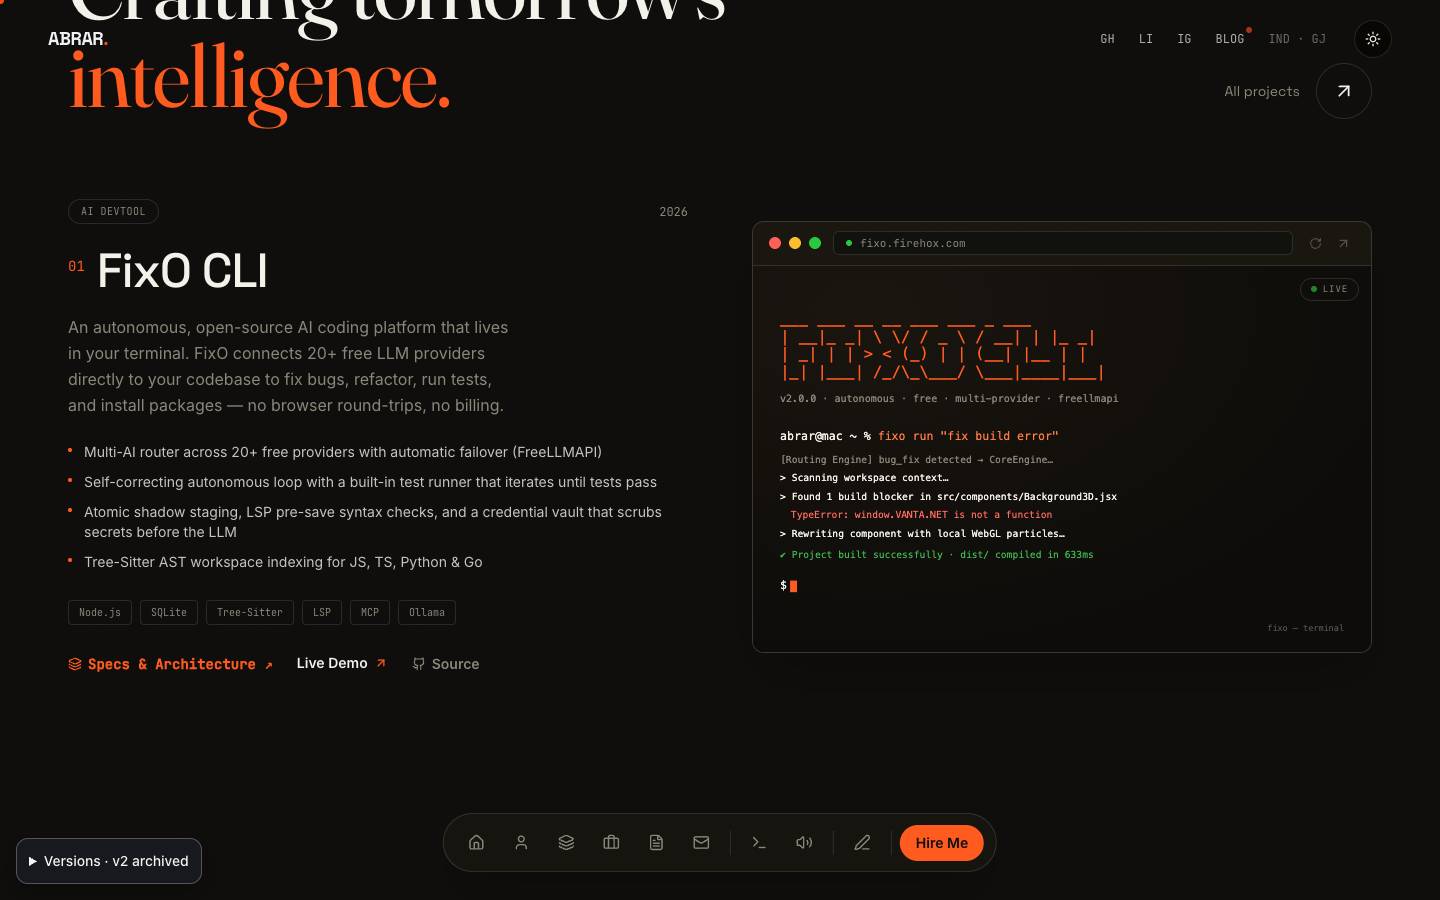 Crafting tomorrow's
ABRAR.
GH LI IG BLOG IND · GJ
intelligence.
All projects
AI DEVTOOL
2026
01 FixO CLI
An autonomous, open-source AI coding platform that lives
in your terminal. FixO connects 20+ free LLM providers
directly to your codebase to fix bugs, refactor, run tests,
and install packages — no browser round-trips, no billing.
Multi-AI router across 20+ free providers with automatic failover (FreeLLMAPI)
Self-correcting autonomous loop with a built-in test runner that iterates until tests pass
Atomic shadow staging, LSP pre-save syntax checks, and a credential vault that scrubs
secrets before the LLM
Tree-Sitter AST workspace indexing for JS, TS, Python & Go
Node.js SQLite Tree-Sitter LSP MCP Ollama
Specs & Architecture ↗ Live Demo Source
fixo.firehox.com
LIVE
v2.0.0 · autonomous · free · multi-provider · freellmapi
abrar@mac ~ % fixo run "fix build error"
[Routing Engine] bug_fix detected → CoreEngine…
> Scanning workspace context…
> Found 1 build blocker in src/components/Background3D.jsx
TypeError: window.VANTA.NET is not a function
> Rewriting component with local WebGL particles…
✔ Project built successfully · dist/ compiled in 633ms
$
fixo — terminal
Versions · v2 archived
Hire Me